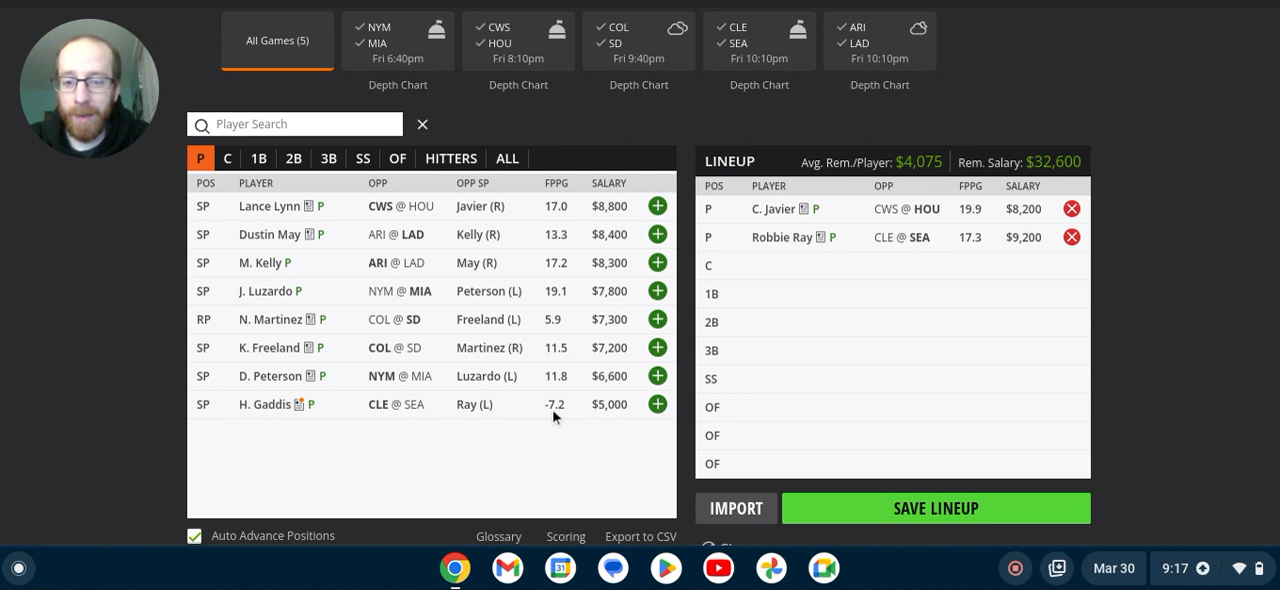 All Games (5)
NYM
MIA
Fri 6:40pm
CWS
HOU
Fri 8:10pm
COL
SD
Fri 9:40pm
CLE
SEA
Fri 10:10pm
ARI
LAD
Fri 10:10pm
Depth Chart
Depth Chart
Depth Chart
Depth Chart
Depth Chart
Player Search
P C 1B 2B 3B SS OF HITTERS ALL
POS PLAYER OPP OPP SP FPPG SALARY
SP Lance Lynn P CWS @ HOU Javier (R) 17.0 $8,800
SP Dustin May P ARI @ LAD Kelly (R) 13.3 $8,400
SP M. Kelly P ARI @ LAD May (R) 17.2 $8,300
SP J. Luzardo P NYM @ MIA Peterson (L) 19.1 $7,800
RP N. Martinez P COL @ SD Freeland (L) 5.9 $7,300
SP K. Freeland P COL @ SD Martinez (R) 11.5 $7,200
SP D. Peterson P NYM @ MIA Luzardo (L) 11.8 $6,600
SP H. Gaddis P CLE @ SEA Ray (L) -7.2 $5,000
Auto Advance Positions
Glossary Scoring Export to CSV
LINEUP Avg. Rem./Player: $4,075 Rem. Salary: $32,600
POS PLAYER OPP FPPG SALARY
P C. Javier P CWS @ HOU 19.9 $8,200
P Robbie Ray P CLE @ SEA 17.3 $9,200
C
1B
2B
3B
SS
OF
OF
OF
IMPORT SAVE LINEUP
31
Mar 30 9:17